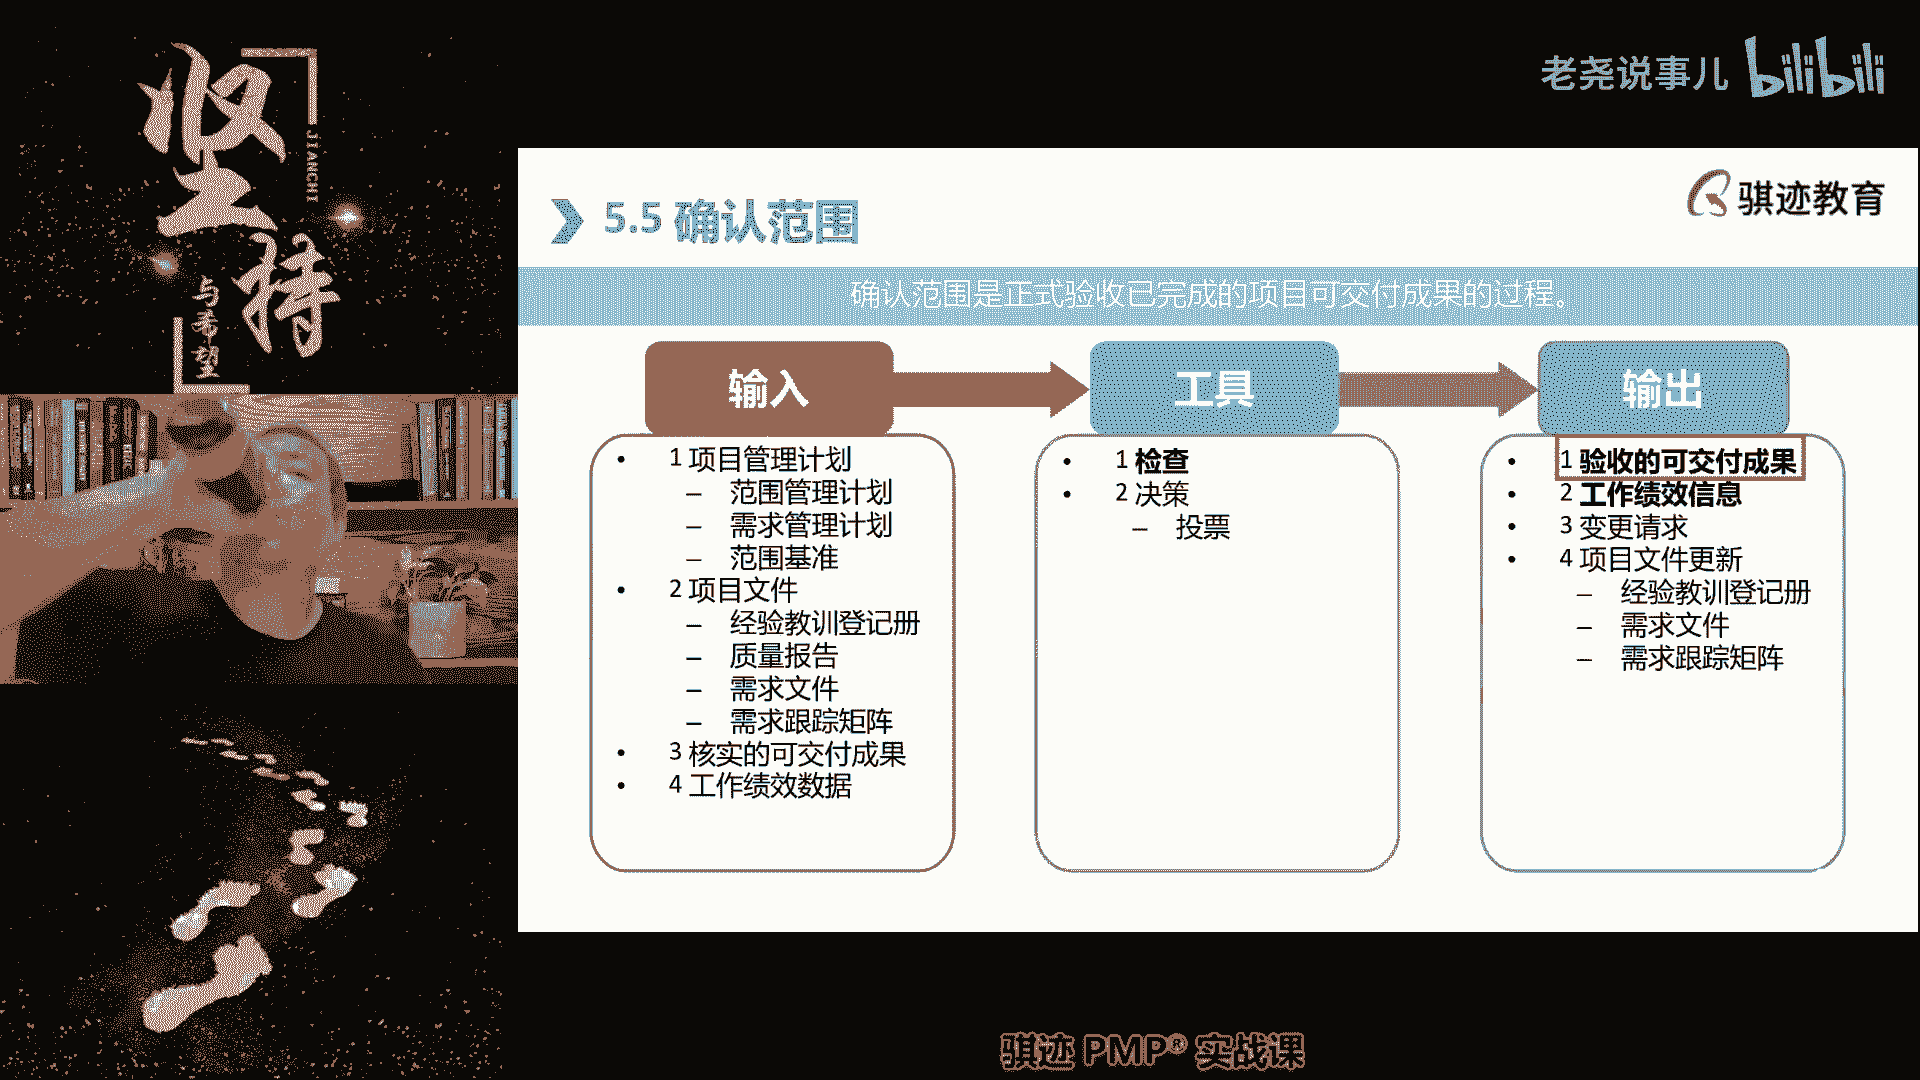 坚
持
JIANCHI
与希望
老尧说事儿 bilibili
骐迹教育
5.5 确认范围
确认范围是正式验收已完成的项目可交付成果的过程。
输入
• 1 项目管理计划
– 范围管理计划
– 需求管理计划
– 范围基准
• 2 项目文件
– 经验教训登记册
– 质量报告
– 需求文件
– 需求跟踪矩阵
• 3 核实的可交付成果
• 4 工作绩效数据
工具
• 1 检查
• 2 决策
– 投票
输出
• 1 验收的可交付成果
• 2 工作绩效信息
• 3 变更请求
• 4 项目文件更新
– 经验教训登记册
– 需求文件
– 需求跟踪矩阵
骐迹 PMP® 实战课